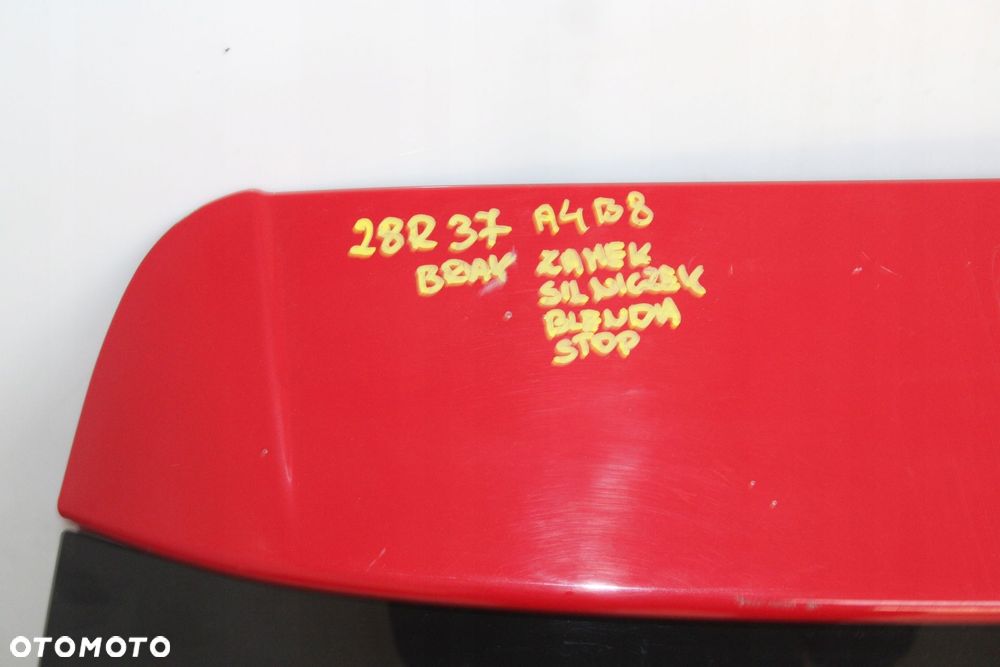 28R37 A4B8
BRAK ZAMEK
SILNICZEK
BLENDA
STOP
OTOMOTO